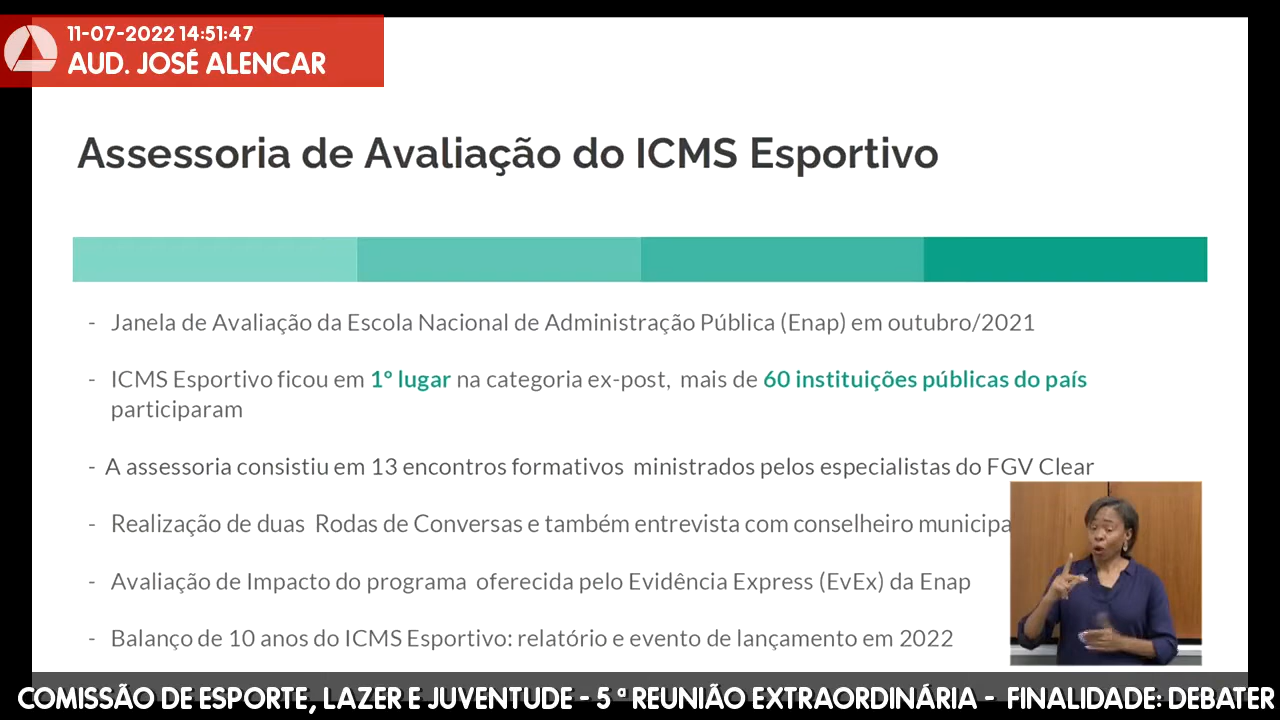 11-07-2022 14:51:47
AUD. JOSÉ ALENCAR
Assessoria de Avaliação do ICMS Esportivo
- Janela de Avaliação da Escola Nacional de Administração Pública (Enap) em outubro/2021
- ICMS Esportivo ficou em 1º lugar na categoria ex-post, mais de 60 instituições públicas do país
participaram
- A assessoria consistiu em 13 encontros formativos ministrados pelos especialistas do FGV Clear
- Realização de duas Rodas de Conversas e também entrevista com conselheiro municipa
- Avaliação de Impacto do programa oferecida pelo Evidência Express (EvEx) da Enap
- Balanço de 10 anos do ICMS Esportivo: relatório e evento de lançamento em 2022
COMISSÃO DE ESPORTE, LAZER E JUVENTUDE - 5 ª REUNIÃO EXTRAORDINÁRIA - FINALIDADE: DEBATER